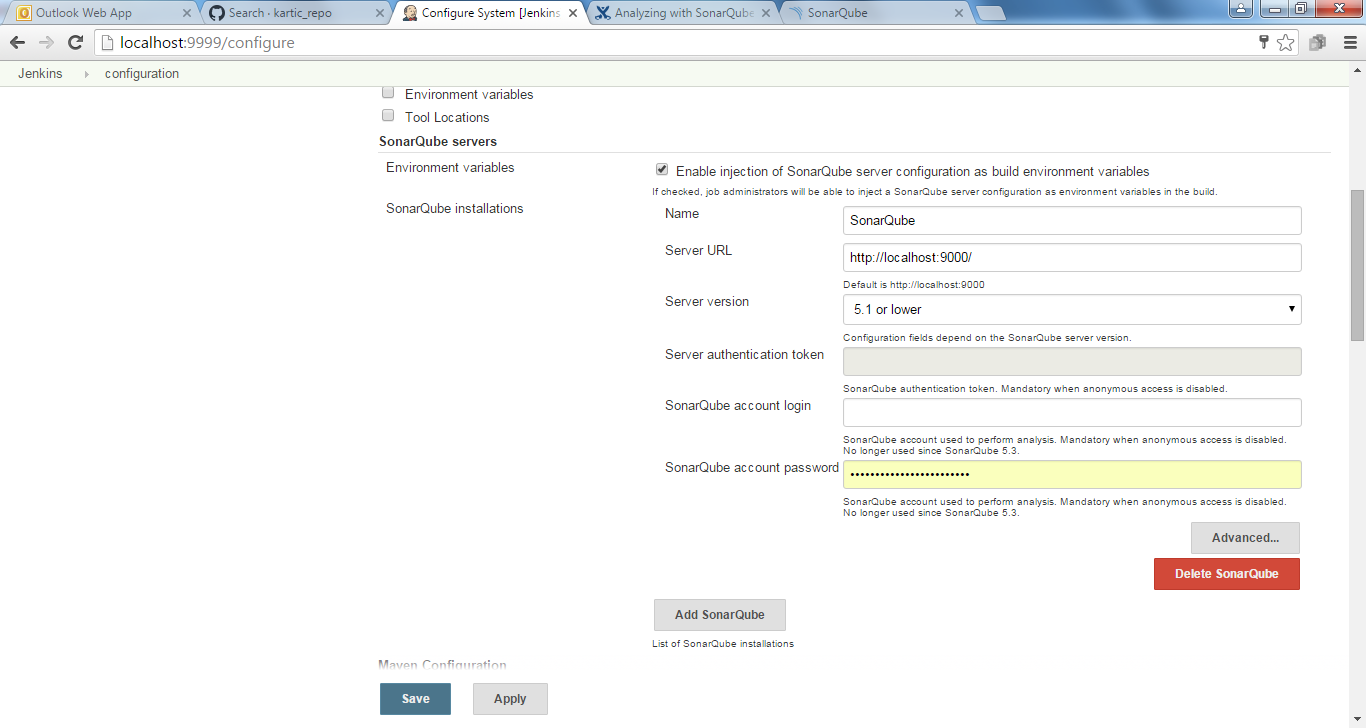 Outlook Web App
Search · kartic_repo
Configure System [Jenkins
Analyzing with SonarQube
SonarQube
localhost:9999/configure
Jenkins
configuration
Environment variables
Tool Locations
SonarQube servers
Environment variables
Enable injection of SonarQube server configuration as build environment variables
If checked, job administrators will be able to inject a SonarQube server configuration as environment variables in the build.
SonarQube installations
Name
SonarQube
Server URL
http://localhost:9000/
Default is http://localhost:9000
Server version
5.1 or lower
Configuration fields depend on the SonarQube server version.
Server authentication token
SonarQube authentication token. Mandatory when anonymous access is disabled.
SonarQube account login
SonarQube account used to perform analysis. Mandatory when anonymous access is disabled.
No longer used since SonarQube 5.3.
SonarQube account password
•••••••••••••••••••••••••
SonarQube account used to perform analysis. Mandatory when anonymous access is disabled.
No longer used since SonarQube 5.3.
Advanced...
Delete SonarQube
Add SonarQube
List of SonarQube installations
Maven Configuration
Save
Apply